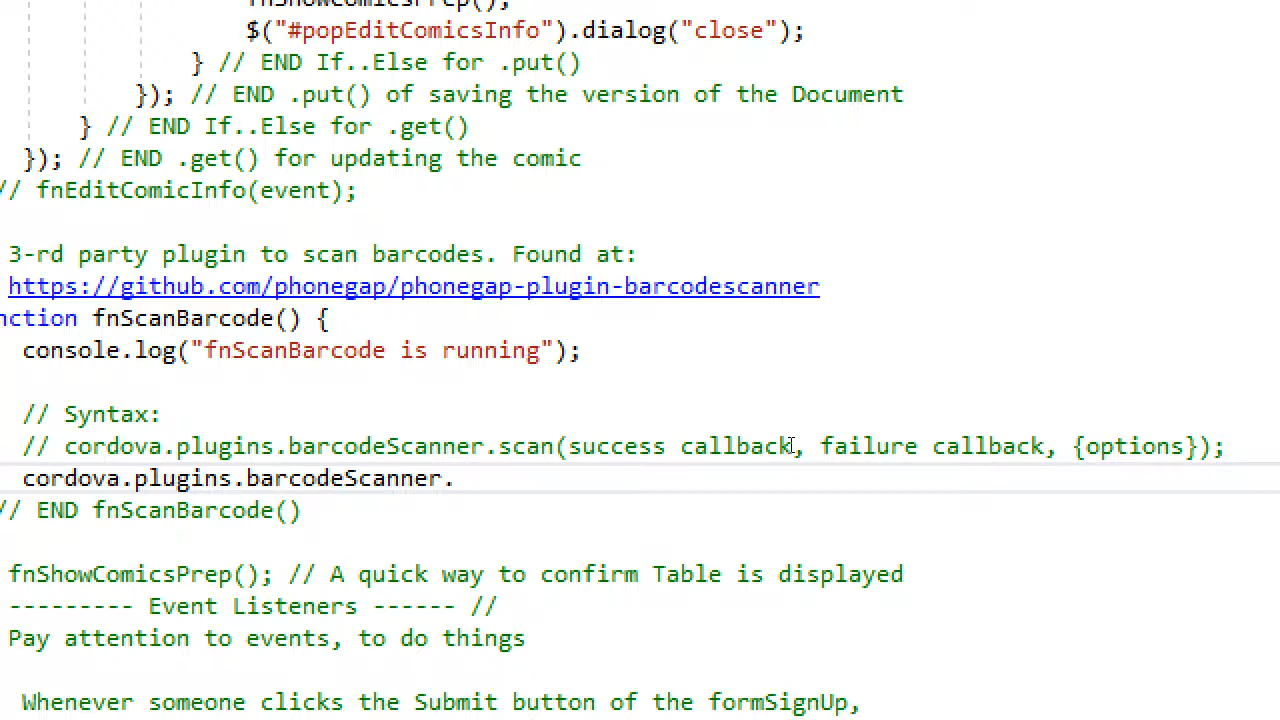 fnShowComicsPrep();
$("#popEditComicsInfo").dialog("close");
} // END If..Else for .put()
}); // END .put() of saving the version of the Document
} // END If..Else for .get()
}); // END .get() for updating the comic
// fnEditComicInfo(event);
3-rd party plugin to scan barcodes. Found at:
https://github.com/phonegap/phonegap-plugin-barcodescanner
nction fnScanBarcode() {
console.log("fnScanBarcode is running");
// Syntax:
// cordova.plugins.barcodeScanner.scan(success callback, failure callback, {options});
cordova.plugins.barcodeScanner.
// END fnScanBarcode()
fnShowComicsPrep(); // A quick way to confirm Table is displayed
--------- Event Listeners ------ //
Pay attention to events, to do things
Whenever someone clicks the Submit button of the formSignUp,